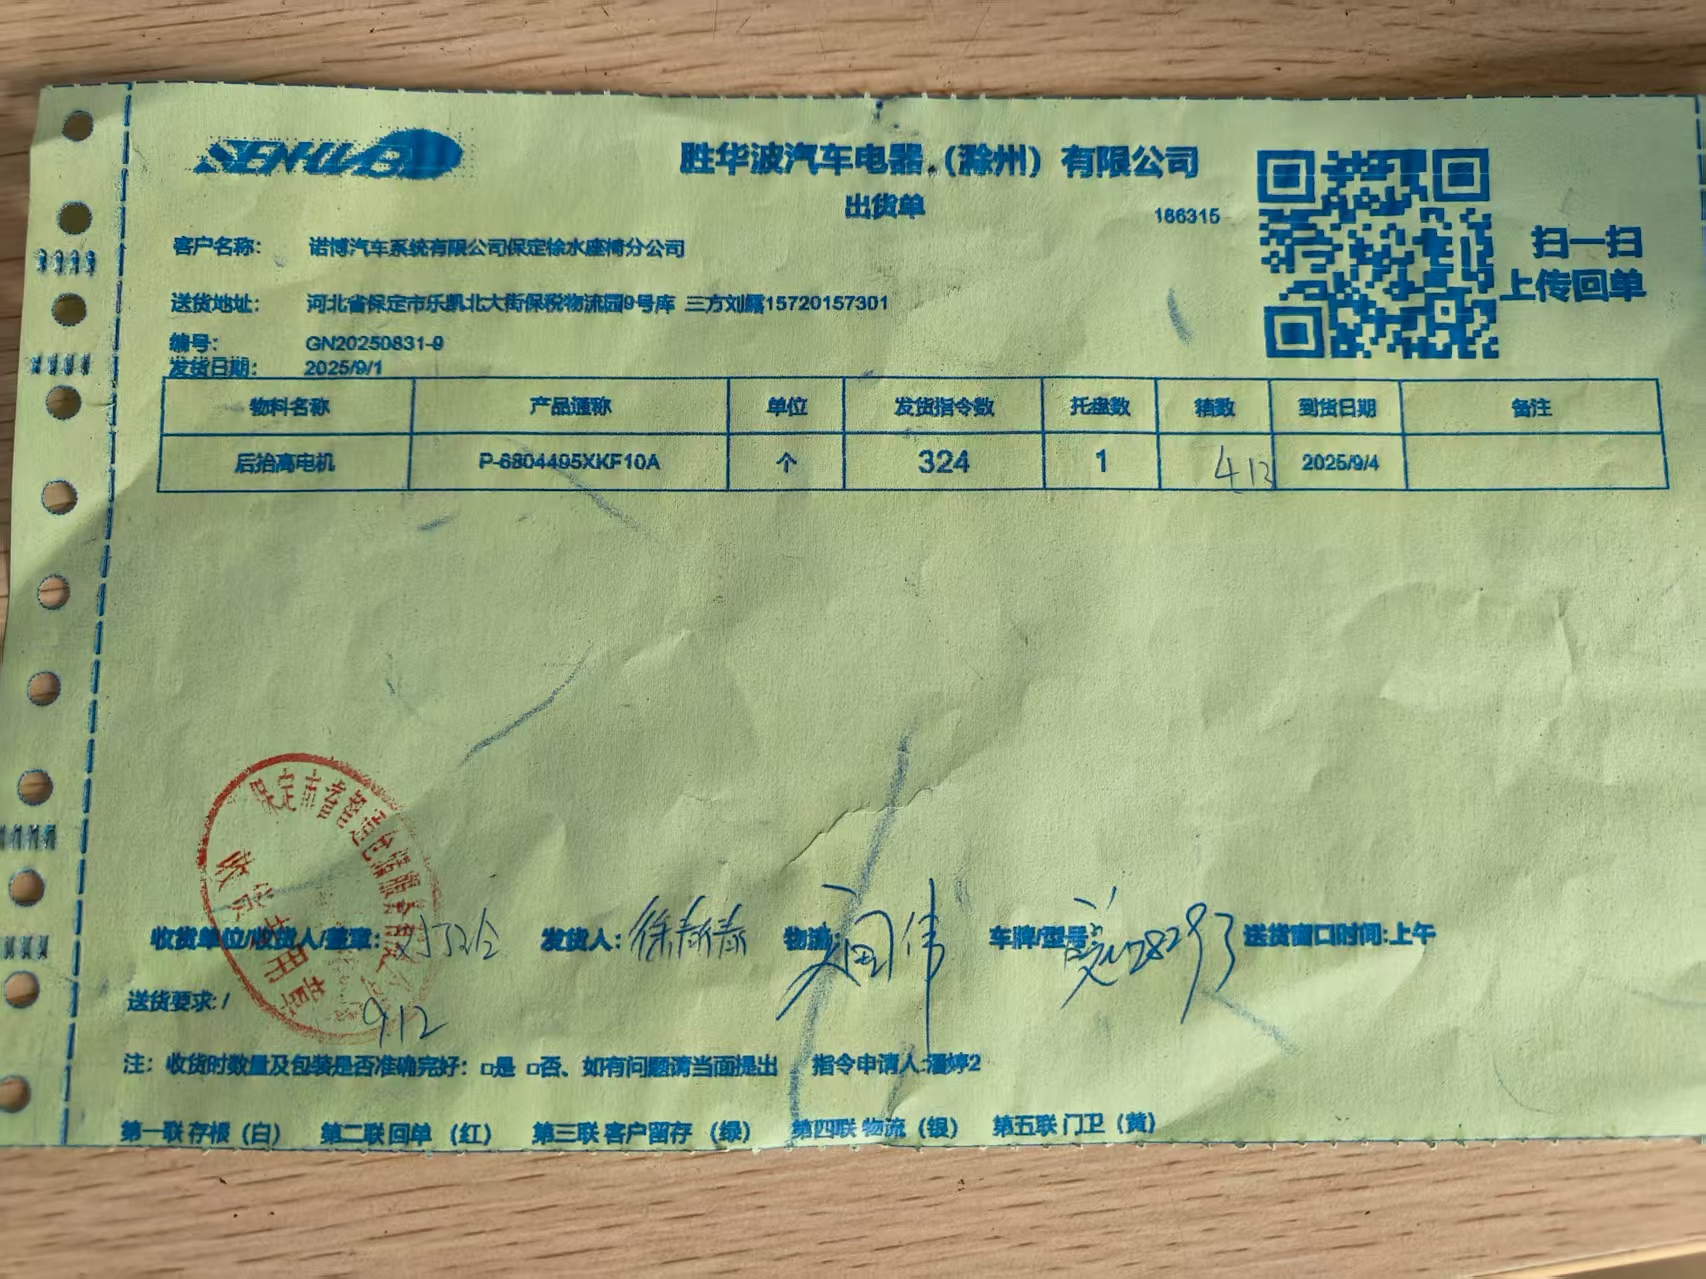 SENHWBO
胜华波汽车电器（滁州）有限公司
出货单
186315
扫一扫
上传回单
客户名称： 诺博汽车系统有限公司保定徐水座椅分公司
送货地址： 河北省保定市乐凯北大街保税物流园9号库 三方刘露15720157301
编号： GN20250831-9
发货日期： 2025/9/1
物料名称 产品通称 单位 发货指令数 托盘数 箱数 到货日期 备注
后抬高电机 P-6804495XKF10A 个 324 1 2025/9/4
收货单位/收货人/盖章： 发货人：徐春春 物流： 车牌/型号： 送货窗口时间:上午
送货要求: /
9.12
注： 收货时数量及包装是否准确完好：□是 □否、如有问题请当面提出 指令申请人:潘婷2
第一联 存根（白） 第二联 回单（红） 第三联 客户留存（绿） 第四联 物流（银） 第五联 门卫（黄）